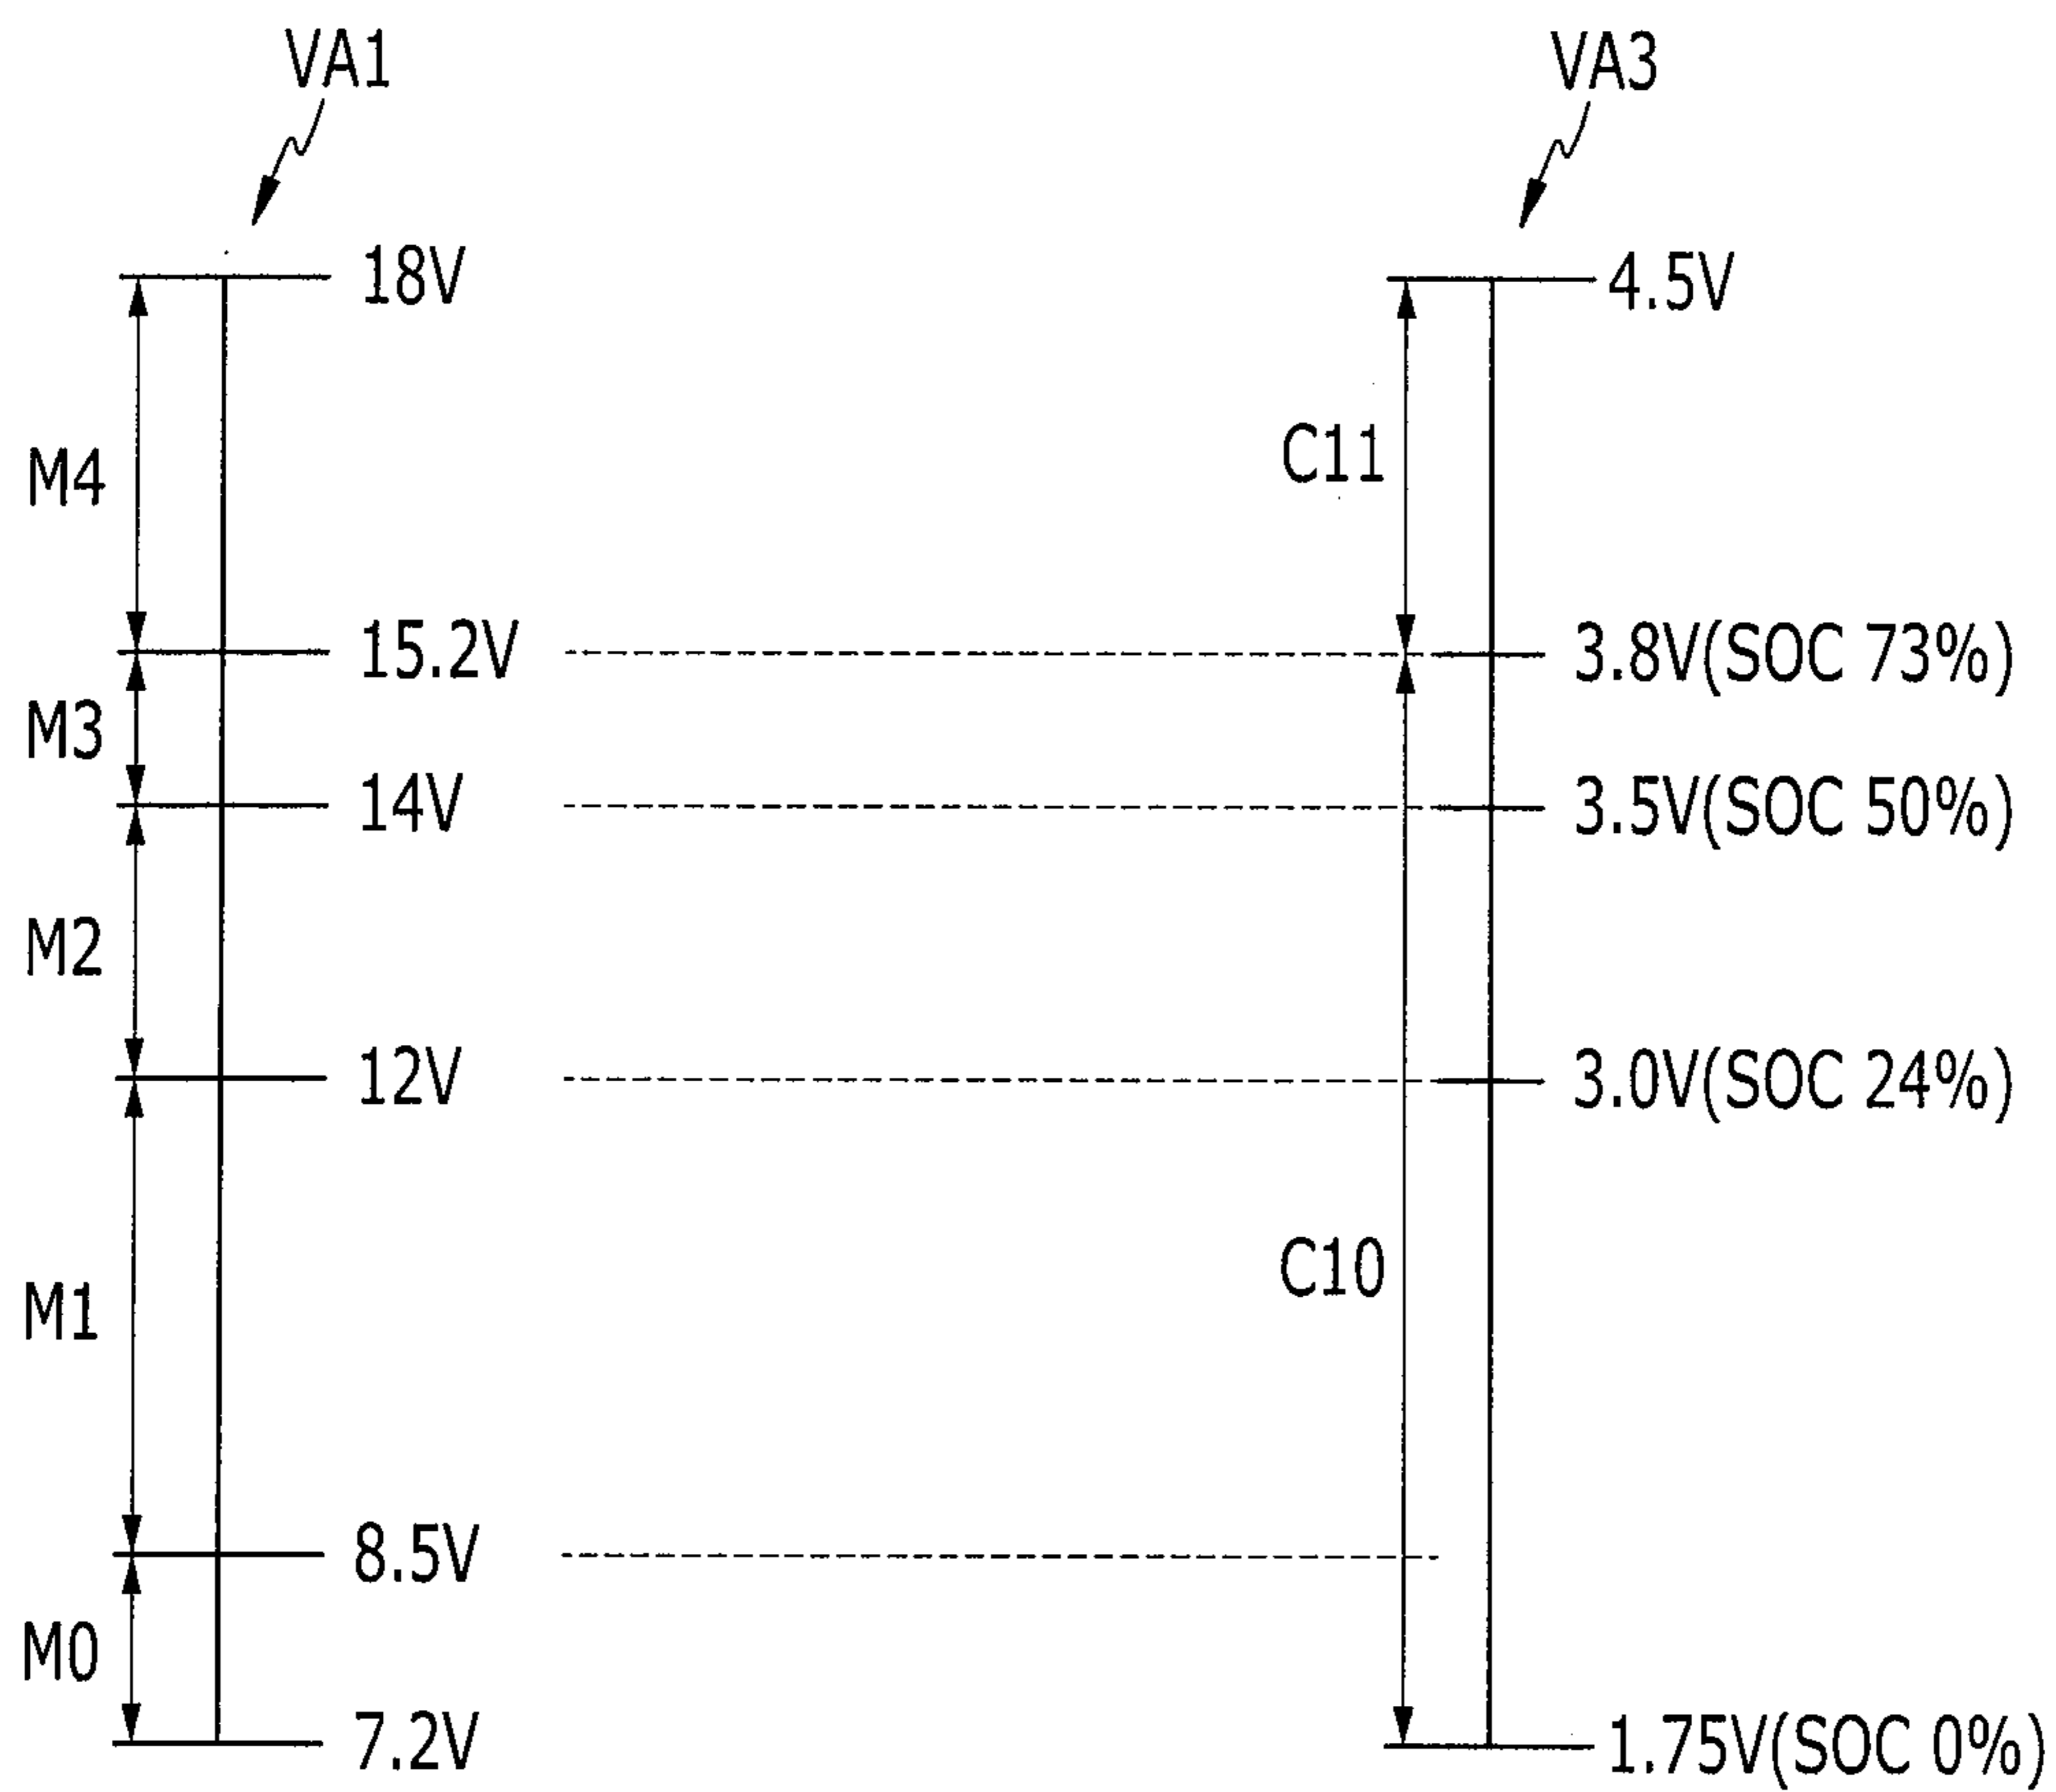 VA1
VA3
18V
4.5V
M4
C11
15.2V
3.8V(SOC 73%)
M3
14V
3.5V(SOC 50%)
M2
12V
3.0V(SOC 24%)
C10
M1
8.5V
M0
7.2V
1.75V(SOC 0%)